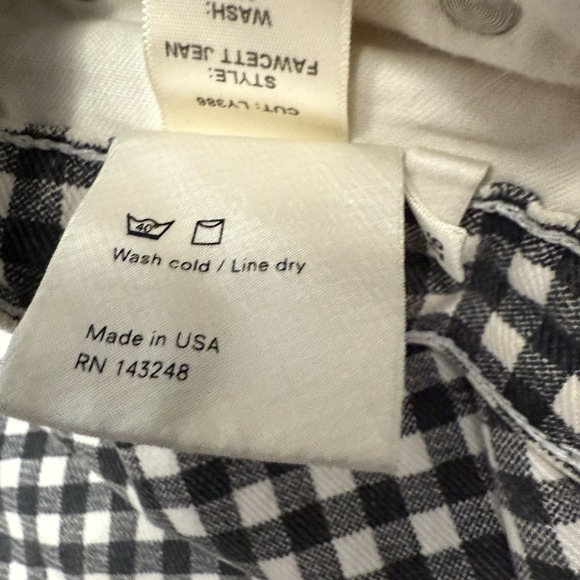 CUT: LY386
STYLE:
FAWCETT JEAN
WASH:
40°
Wash cold / Line dry
Made in USA
RN 143248